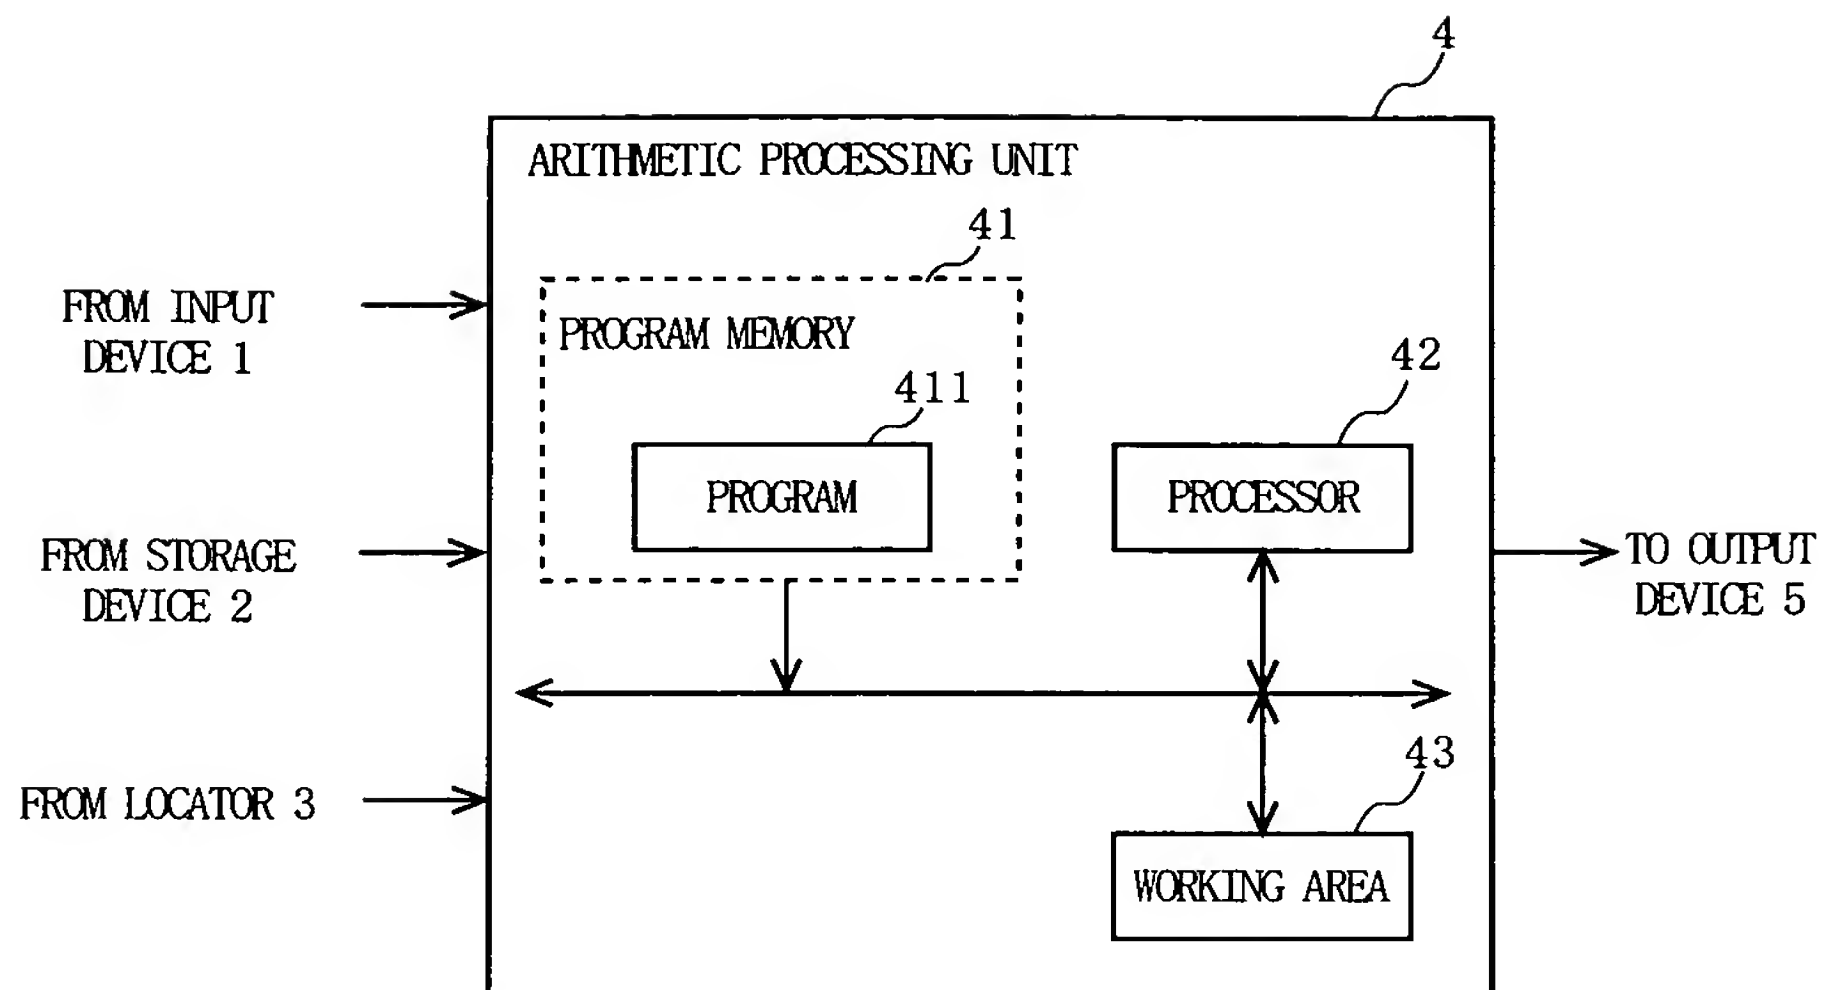 4
ARITHMETIC PROCESSING UNIT
41
FROM INPUT
DEVICE 1
PROGRAM MEMORY
42
411
PROGRAM
PROCESSOR
FROM STORAGE
DEVICE 2
TO OUTPUT
DEVICE 5
43
FROM LOCATOR 3
WORKING AREA